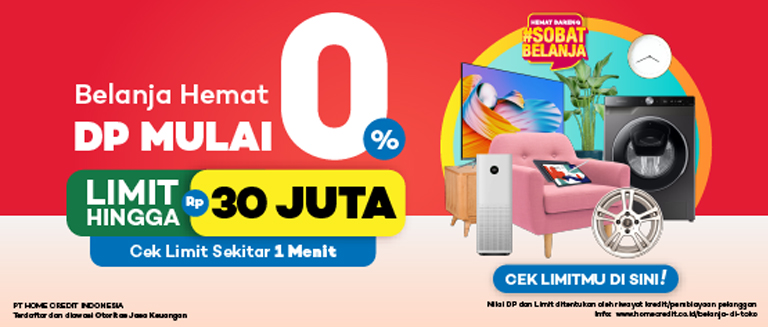 Belanja Hemat
DP MULAI 0%
LIMIT HINGGA Rp 30 JUTA
Cek Limit Sekitar 1 Menit
HEMAT BARENG
#SOBAT
BELANJA
CEK LIMITMU DI SINI!
PT HOME CREDIT INDONESIA
Terdaftar dan diawasi Otoritas Jasa Keuangan
Nilai DP dan Limit ditentukan oleh riwayat kredit/pembiayaan pelanggan
Info: www.homecredit.co.id/belanja-di-toko